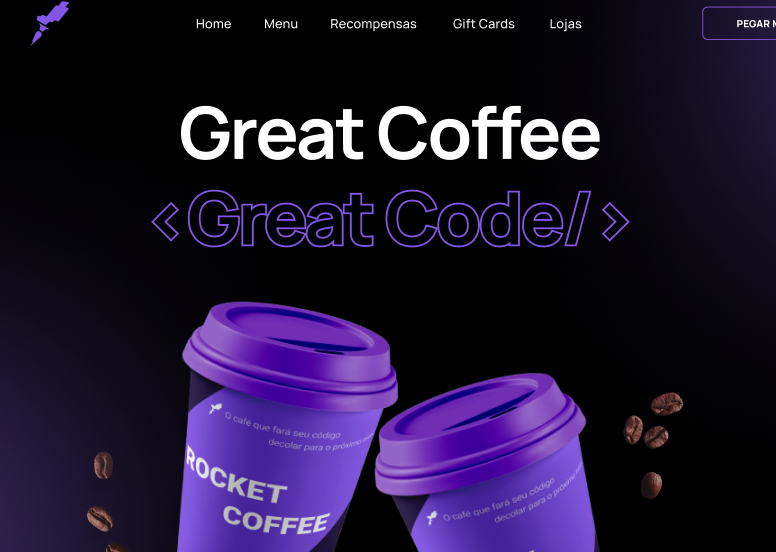 Home Menu Recompensas Gift Cards Lojas PEGAR
Great Coffee
< Great Code/ >
O café que fará seu código
decolar para o próximo
ROCKET
COFFEE
O café que fará seu código
decolar para o próximo